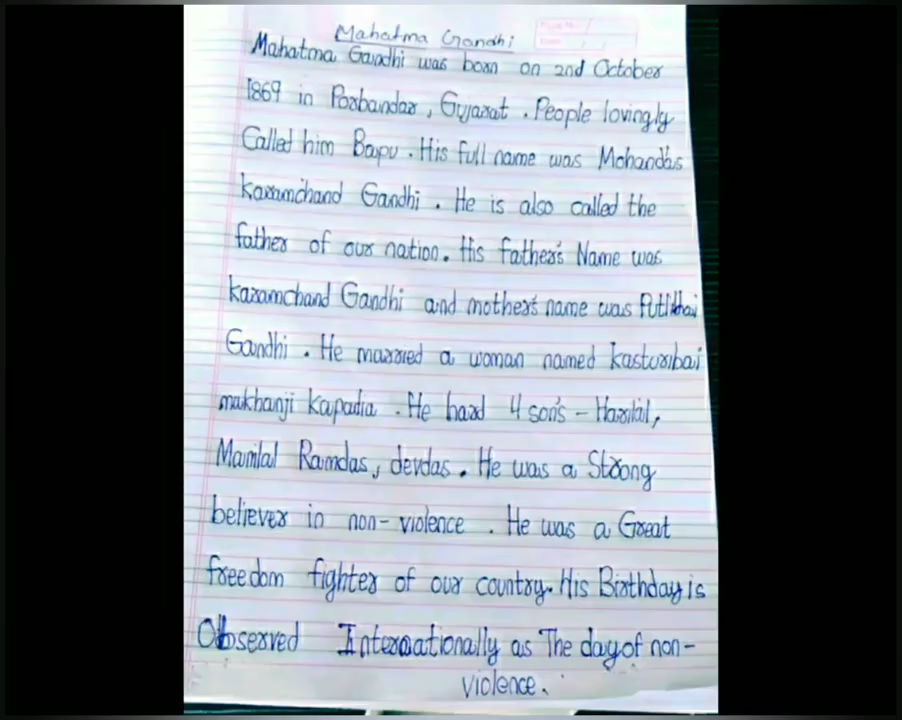 Mahatma Gandhi
Mahatma Gandhi was born on 2nd October
1869 in Porbandar, Gujarat. People lovingly
Called him Bapu. His full name was Mohandas
karamchand Gandhi. He is also called the
father of our nation. His father's Name was
karamchand Gandhi and mother's name was Putlibai
Gandhi. He married a woman named kasturibai
makhanji kapadia. He hard 4 son's - Harilal,
Manilal Ramdas, devdas. He was a Strong
believer in non-violence. He was a Great
freedom fighter of our country. His Birthday is
Observed Internationally as The day of non-
violence.